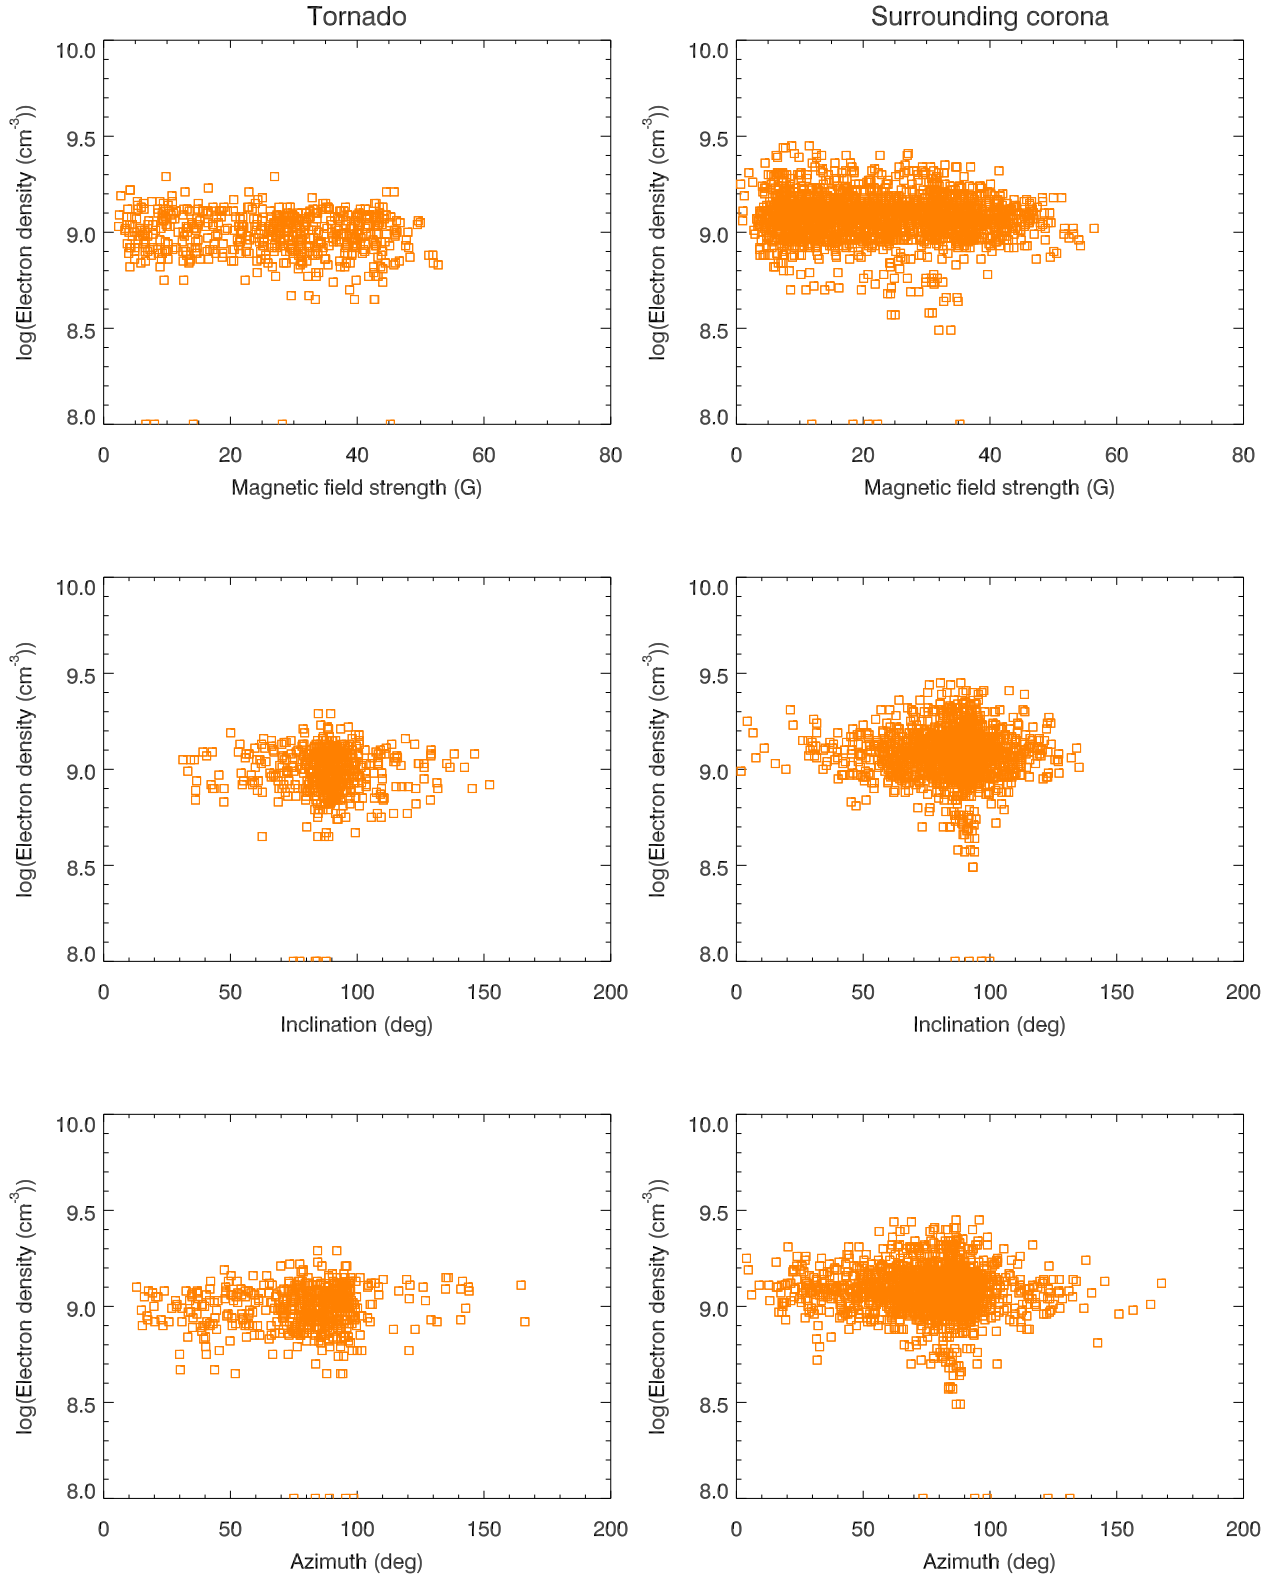 Tornado
Surrounding corona
10.0
9.5
9.0
8.5
8.0
log(Electron density (cm⁻³))
0 20 40 60 80
Magnetic field strength (G)
10.0
9.5
9.0
8.5
8.0
log(Electron density (cm⁻³))
0 20 40 60 80
Magnetic field strength (G)
10.0
9.5
9.0
8.5
8.0
log(Electron density (cm⁻³))
0 50 100 150 200
Inclination (deg)
10.0
9.5
9.0
8.5
8.0
log(Electron density (cm⁻³))
0 50 100 150 200
Inclination (deg)
10.0
9.5
9.0
8.5
8.0
log(Electron density (cm⁻³))
0 50 100 150 200
Azimuth (deg)
10.0
9.5
9.0
8.5
8.0
log(Electron density (cm⁻³))
0 50 100 150 200
Azimuth (deg)